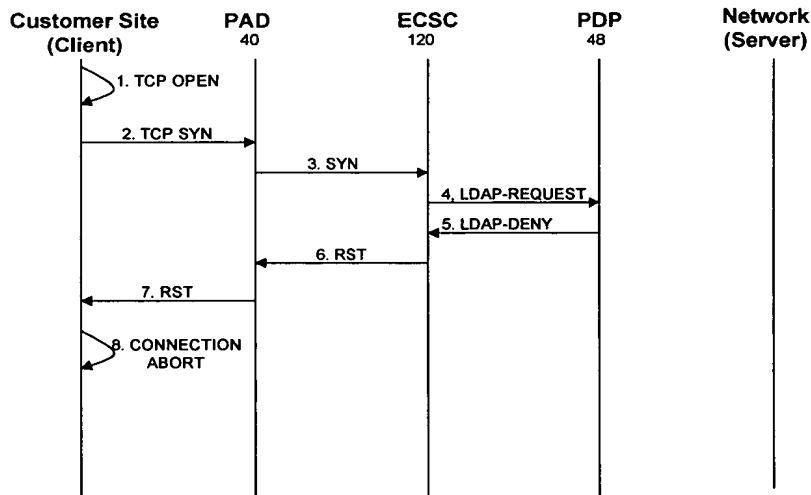 Customer Site
(Client)
PAD
40
ECSC
120
PDP
48
Network
(Server)
1. TCP OPEN
2. TCP SYN
3. SYN
4, LDAP-REQUEST
5. LDAP-DENY
6. RST
7. RST
8. CONNECTION
ABORT